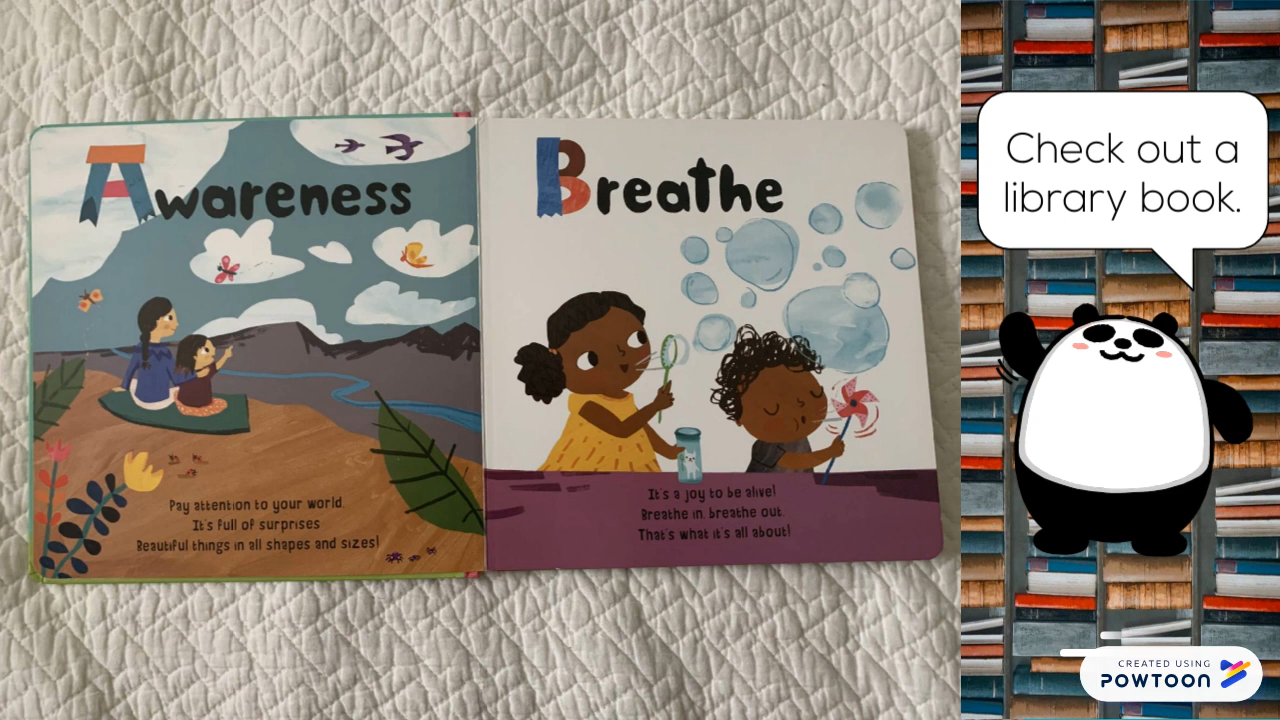 Awareness
Pay attention to your world.
It's full of surprises
Beautiful things in all shapes and sizes!
Breathe
It's a joy to be alive!
Breathe in, breathe out.
That's what it's all about!
Check out a
library book.
CREATED USING
POWTOON